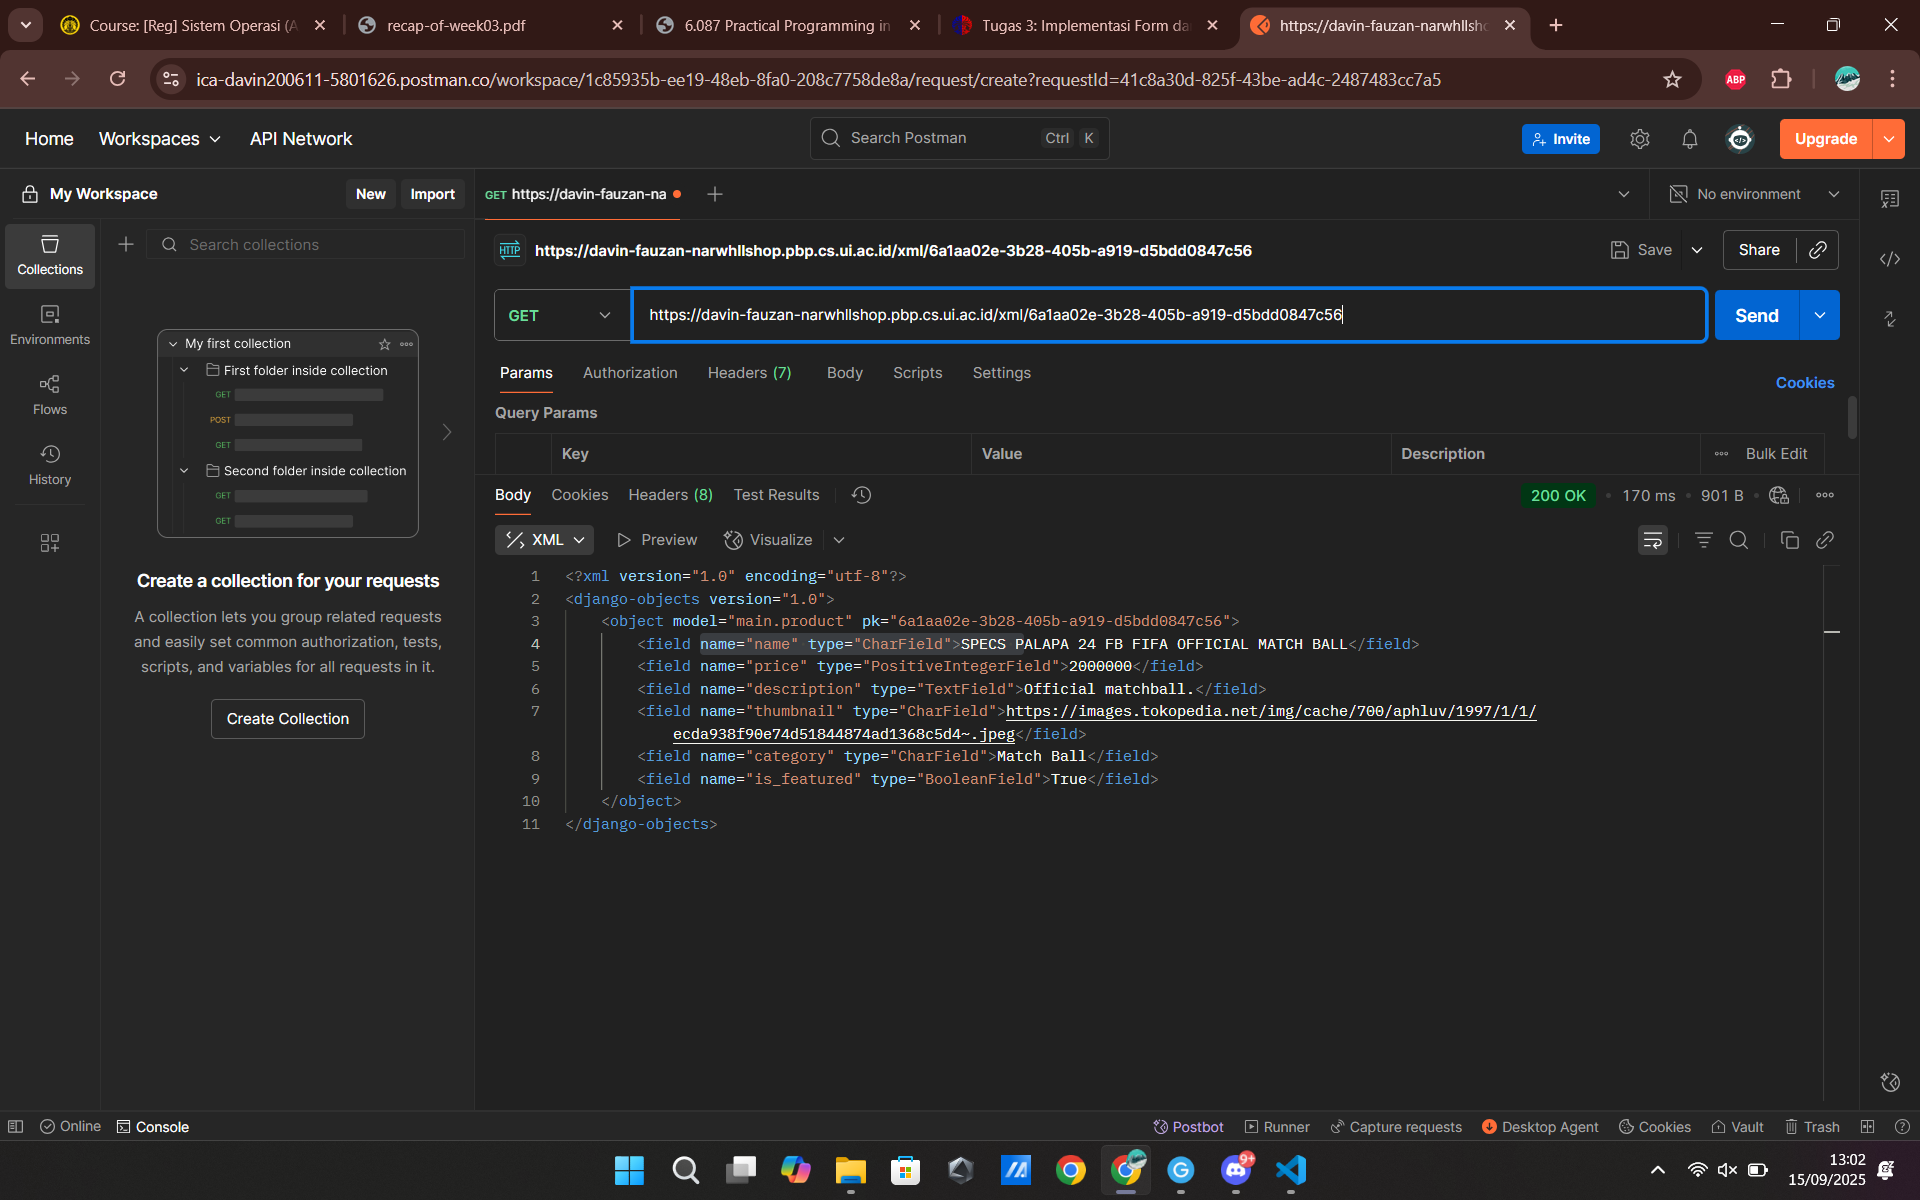 Course: [Reg] Sistem Operasi (A
recap-of-week03.pdf
6.087 Practical Programming in
Tugas 3: Implementasi Form da
https://davin-fauzan-narwhllsho
ica-davin200611-5801626.postman.co/workspace/1c85935b-ee19-48eb-8fa0-208c7758de8a/request/create?requestId=41c8a30d-825f-43be-ad4c-2487483cc7a5
ABP
Home Workspaces API Network
Search Postman Ctrl K
Invite
Upgrade
My Workspace New Import
GET https://davin-fauzan-na
No environment
Collections
Search collections
HTTP https://davin-fauzan-narwhllshop.pbp.cs.ui.ac.id/xml/6a1aa02e-3b28-405b-a919-d5bdd0847c56
Save Share
Environments
Flows
History
GET https://davin-fauzan-narwhllshop.pbp.cs.ui.ac.id/xml/6a1aa02e-3b28-405b-a919-d5bdd0847c56 Send
My first collection
First folder inside collection
GET
POST
GET
Second folder inside collection
GET
GET
Create a collection for your requests
A collection lets you group related requests
and easily set common authorization, tests,
scripts, and variables for all requests in it.
Create Collection
Params Authorization Headers (7) Body Scripts Settings Cookies
Query Params
Key Value Description Bulk Edit
Body Cookies Headers (8) Test Results 200 OK 170 ms 901 B
XML Preview Visualize
1 <?xml version="1.0" encoding="utf-8"?>
2 <django-objects version="1.0">
3 <object model="main.product" pk="6a1aa02e-3b28-405b-a919-d5bdd0847c56">
4 <field name="name" type="CharField">SPECS PALAPA 24 FB FIFA OFFICIAL MATCH BALL</field>
5 <field name="price" type="PositiveIntegerField">2000000</field>
6 <field name="description" type="TextField">Official matchball.</field>
7 <field name="thumbnail" type="CharField">https://images.tokopedia.net/img/cache/700/aphluv/1997/1/1/
ecda938f90e74d51844874ad1368c5d4~.jpeg</field>
8 <field name="category" type="CharField">Match Ball</field>
9 <field name="is_featured" type="BooleanField">True</field>
10 </object>
11 </django-objects>
Online Console
Postbot Runner Capture requests Desktop Agent Cookies Vault Trash
9+
13:02
15/09/2025